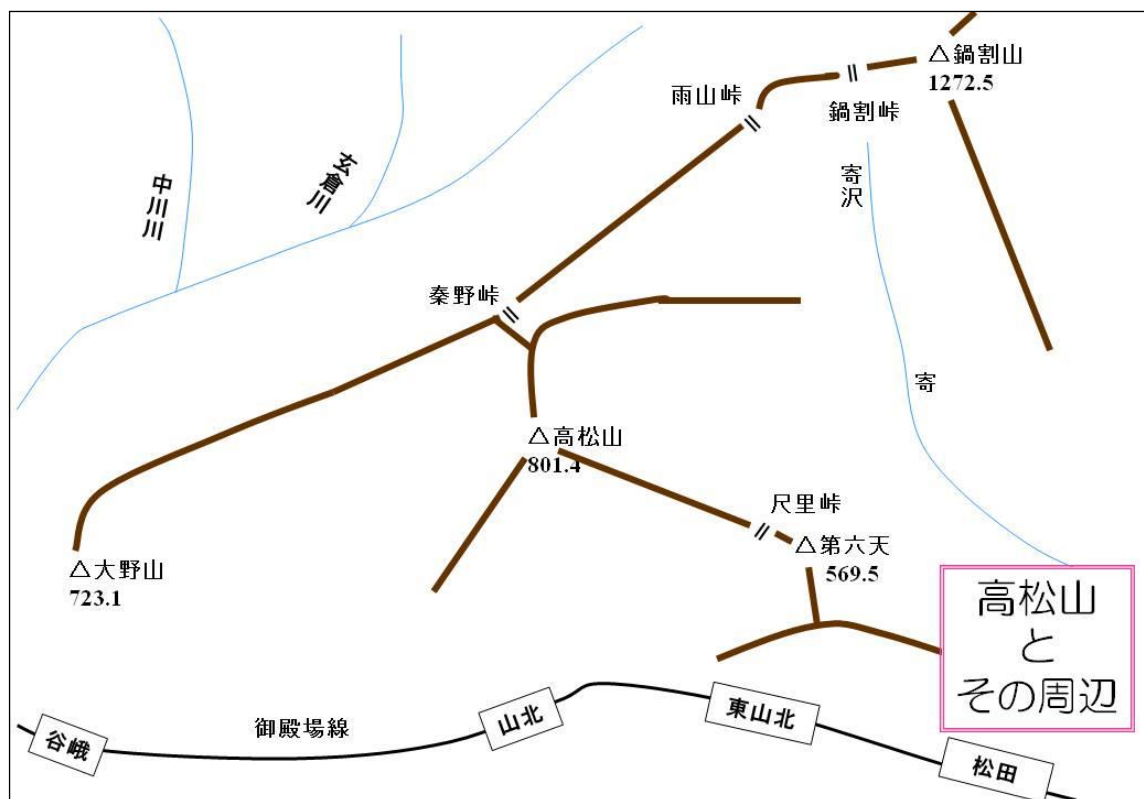 △鍋割山
1272.5
雨山峠
鍋割峠
寄沢
中川川
玄倉川
秦野峠
寄
△高松山
801.4
尺里峠
△第六天
569.5
△大野山
723.1
高松山
と
その周辺
御殿場線
谷峨
山北
東山北
松田